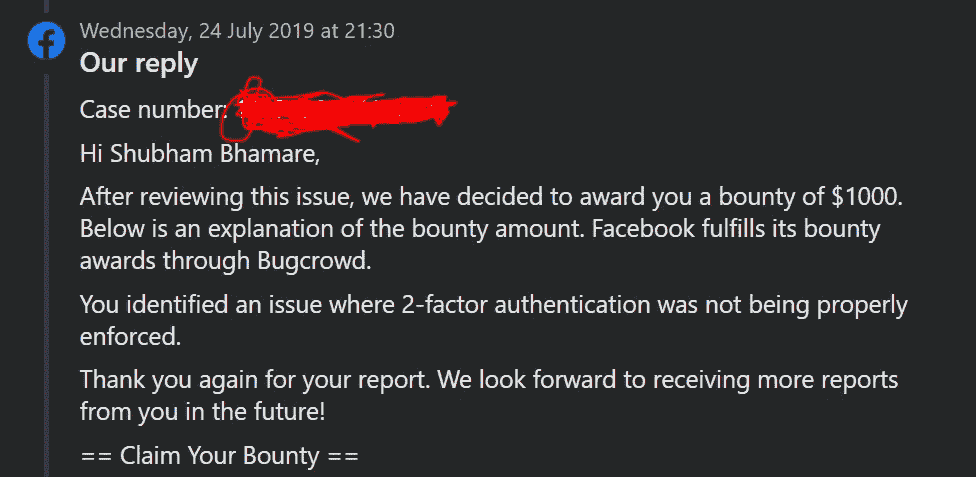 Wednesday, 24 July 2019 at 21:30
Our reply
Case number:
Hi Shubham Bhamare,
After reviewing this issue, we have decided to award you a bounty of $1000.
Below is an explanation of the bounty amount. Facebook fulfills its bounty
awards through Bugcrowd.
You identified an issue where 2-factor authentication was not being properly
enforced.
Thank you again for your report. We look forward to receiving more reports
from you in the future!
== Claim Your Bounty ==